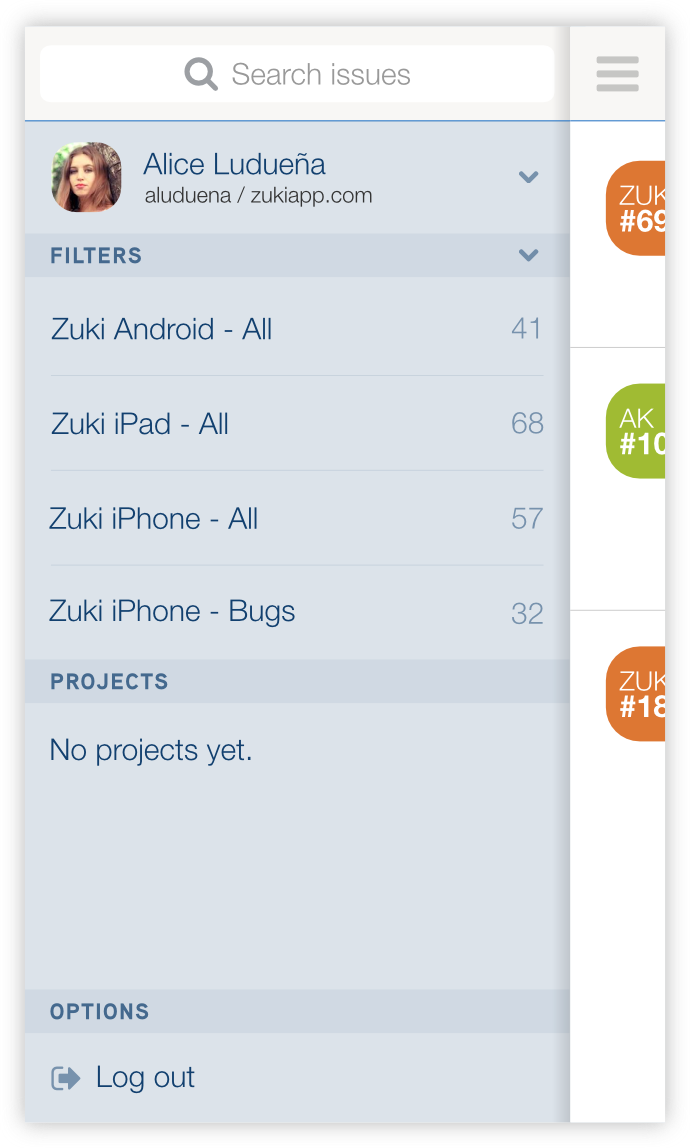 Search issues
Alice Ludueña
aluduena / zukiapp.com
FILTERS
Zuki Android - All 41
Zuki iPad - All 68
Zuki iPhone - All 57
Zuki iPhone - Bugs 32
PROJECTS
No projects yet.
OPTIONS
Log out
ZUK
#69
AK
#10
ZUK
#18